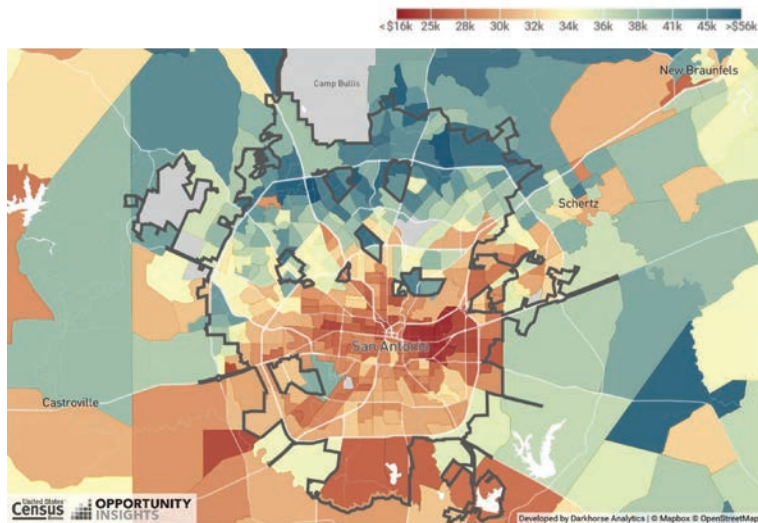 <$16k 25k 28k 30k 32k 34k 36k 38k 41k 45k >$56k
Camp Bullis
New Braunfels
Schertz
San Antonio
Castroville
United States
Census
Bureau
OPPORTUNITY
INSIGHTS
Developed by Darkhorse Analytics | © Mapbox © OpenStreetMap